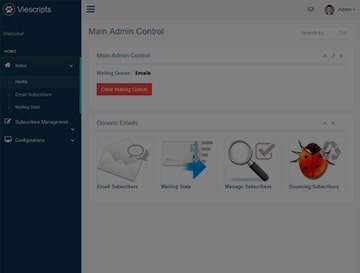 Viescripts
Admin
Welcome!
Main Admin Control
Search Ex
Go!
HOME
Index
Home
Email Subscribers
Mailing Stats
Subscribers Management
Configurations
Main Admin Control
Mailing Queue: Emails
Clear Mailing Queue
Generic Emails
Email Subscribers
Mailing Stats
Manage Subscribers
Bouncing Subscribers